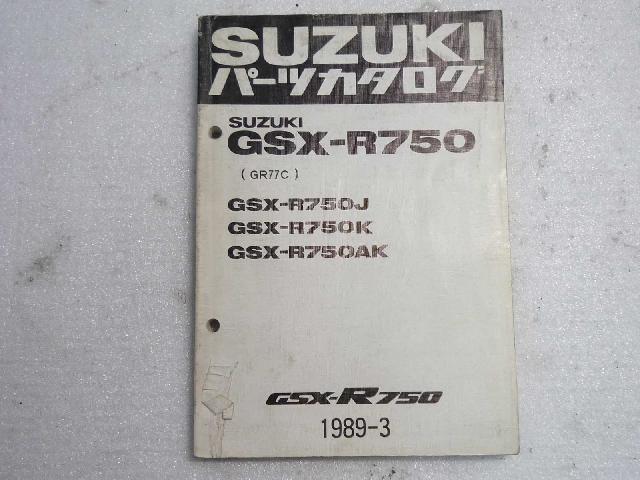 SUZUKI
パーツカタログ
SUZUKI
GSX-R750
( GR77C )
GSX-R750J
GSX-R750K
GSX-R750AK
GSX-R750
1989-3